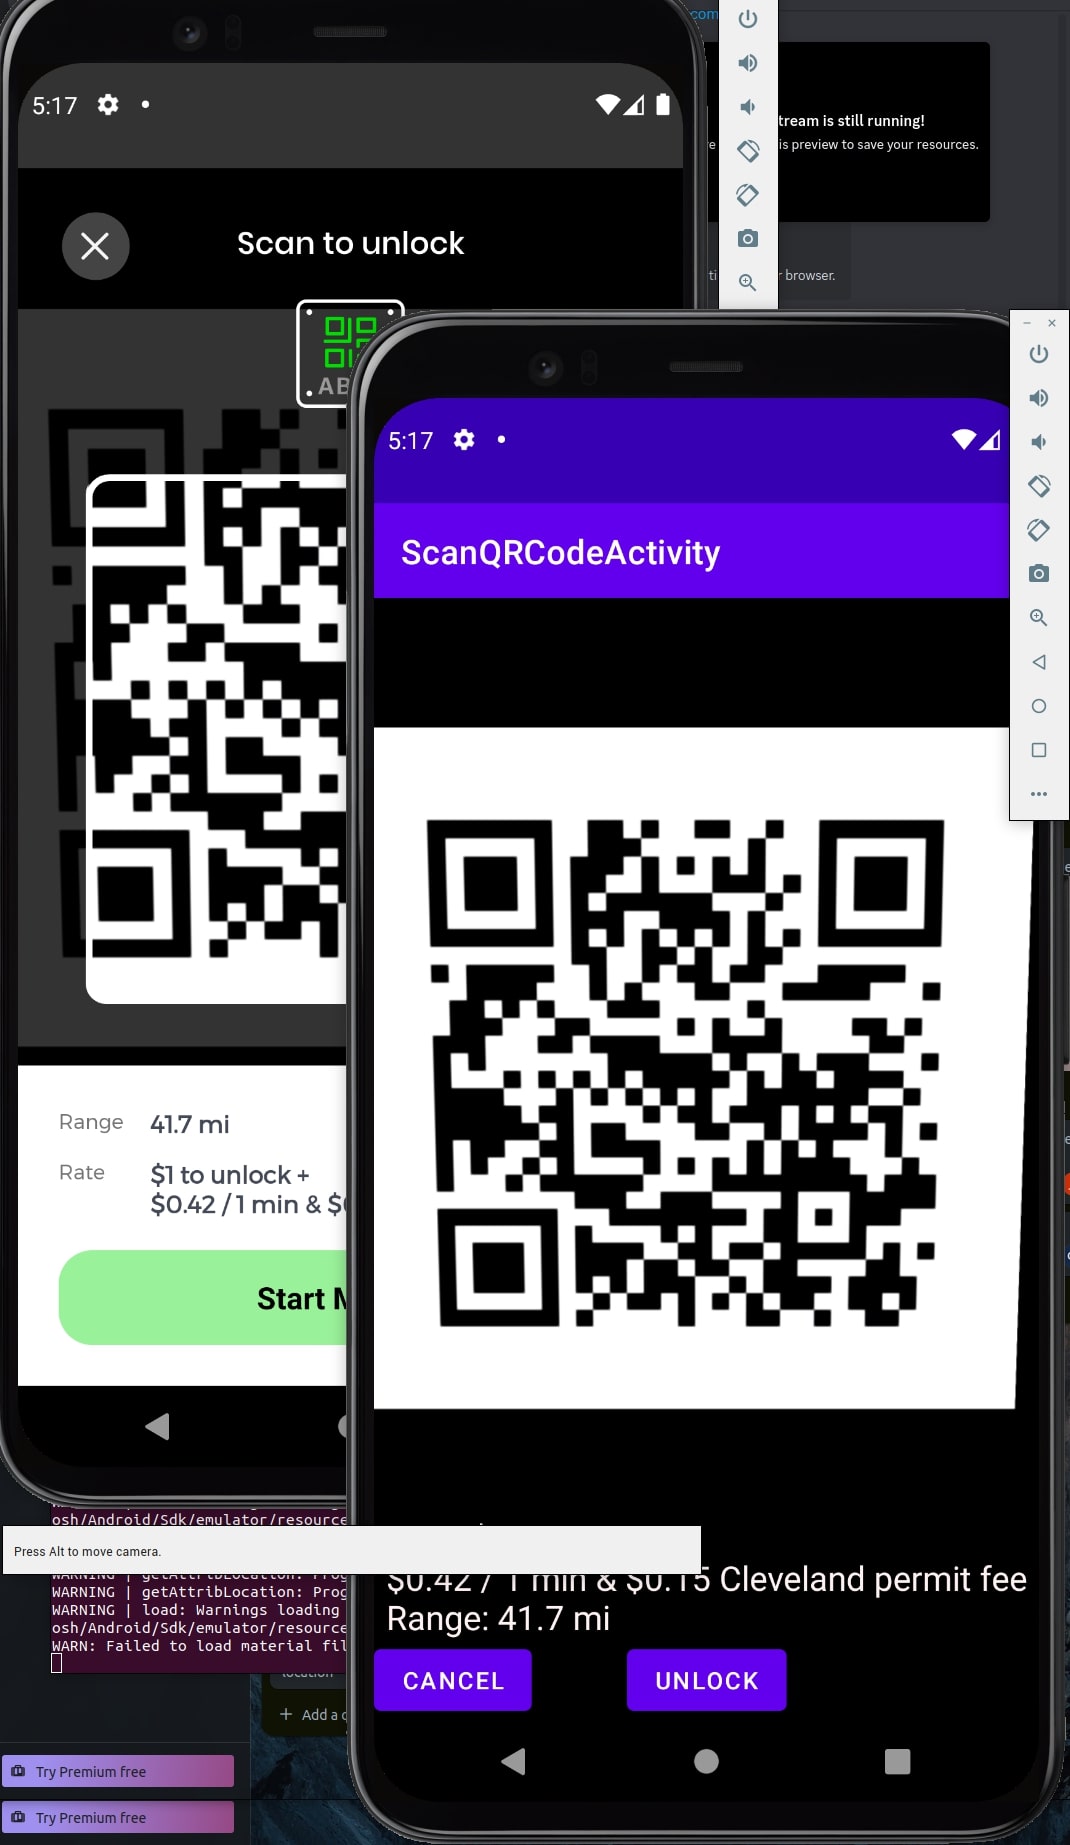 com
5:17
tream is still running!
is preview to save your resources.
Scan to unlock
r browser.
AB
5:17
ScanQRCodeActivity
Range 41.7 mi
Rate $1 to unlock +
$0.42 / 1 min & $
Start M
osh/Android/Sdk/emulator/resource
Press Alt to move camera.
WARNING | getAttribLocation: Prog
WARNING | getAttribLocation: Prog
WARNING | load: Warnings loading
osh/Android/Sdk/emulator/resource
WARN: Failed to load material fil
$0.42 / 1 min & $0.15 Cleveland permit fee
Range: 41.7 mi
CANCEL
UNLOCK
location
Add a
Try Premium free
Try Premium free